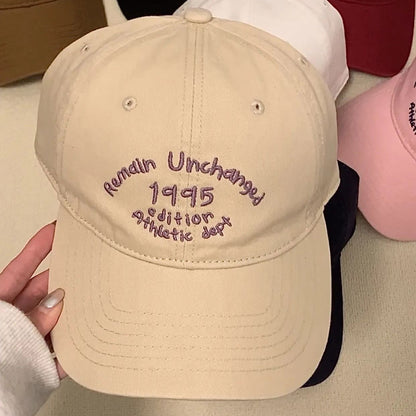 Remain Unchanged
1995
edition
athletic dept